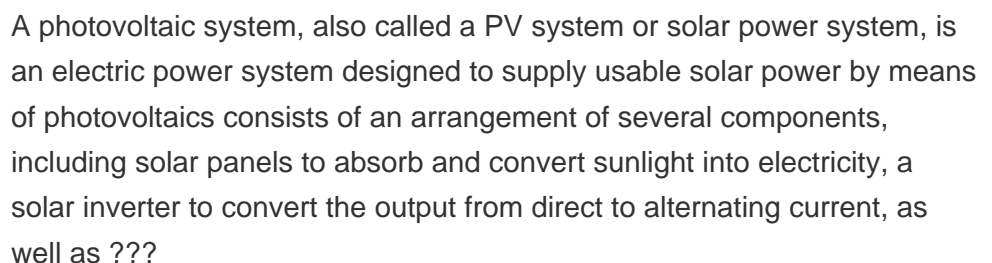 A photovoltaic system, also called a PV system or solar power system, is
an electric power system designed to supply usable solar power by means
of photovoltaics consists of an arrangement of several components,
including solar panels to absorb and convert sunlight into electricity, a
solar inverter to convert the output from direct to alternating current, as
well as ???